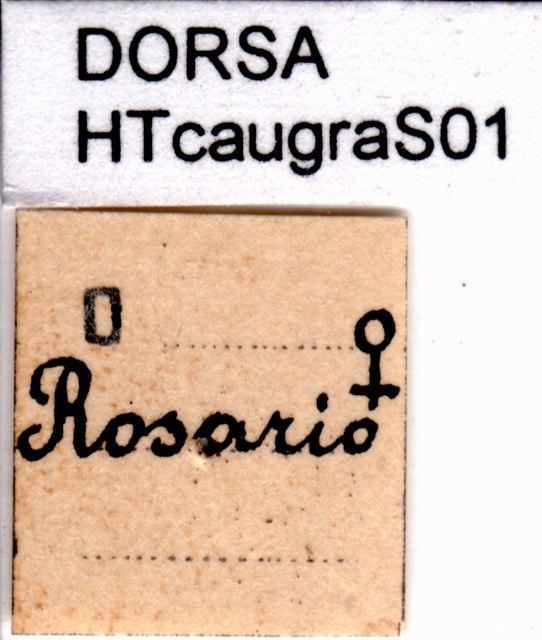 DORSA
HTcaugraS01
0
♀
Rosario